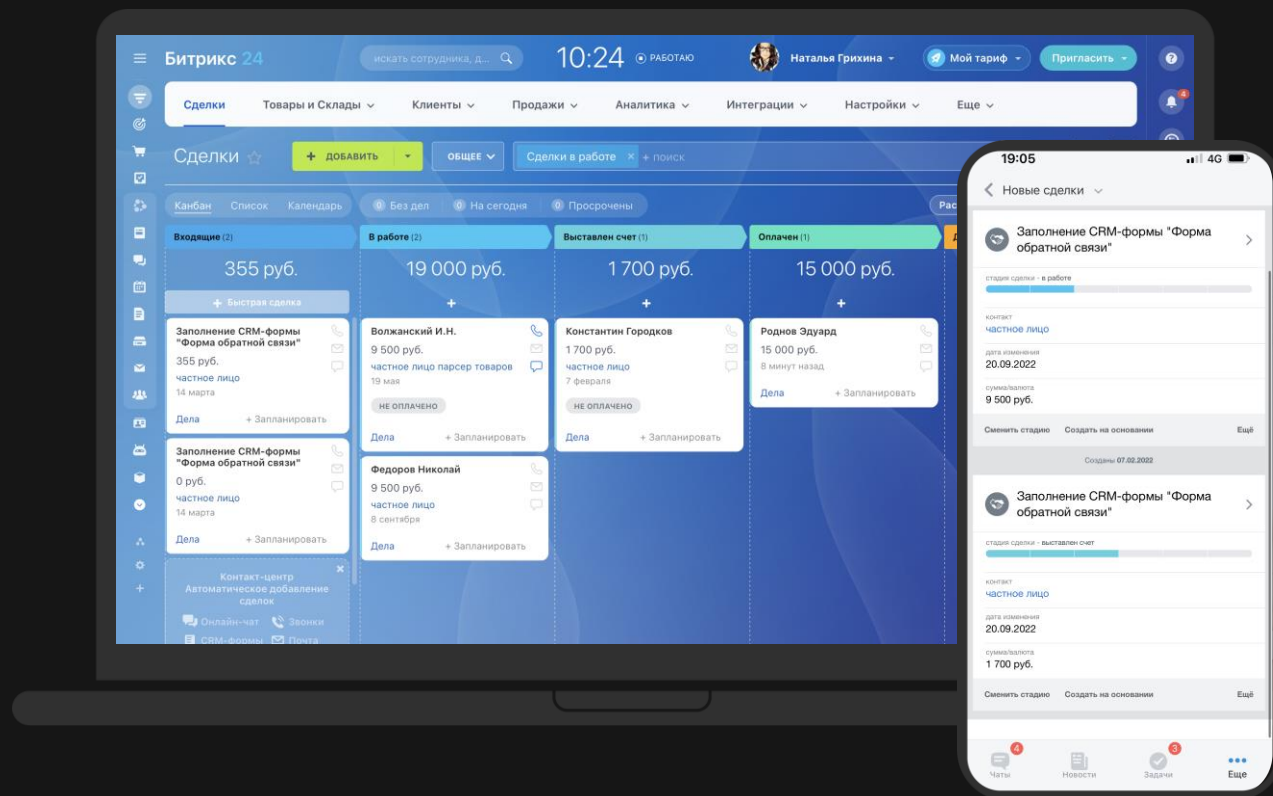 Битрикс 24
искать сотрудника, д...
10:24
РАБОТАЮ
Наталья Грихина
Мой тариф
Пригласить
4
Сделки
Товары и Склады
Клиенты
Продажи
Аналитика
Интеграции
Настройки
Еще
Сделки
+ ДОБАВИТЬ
ОБЩЕЕ
Сделки в работе ×
+ поиск
Канбан
Список
Календарь
0 Без дел
0 На сегодня
0 Просрочены
Входящие (2)
355 руб.
+ Быстрая сделка
Заполнение CRM-формы
"Форма обратной связи"
355 руб.
частное лицо
14 марта
Дела
+ Запланировать
Заполнение CRM-формы
"Форма обратной связи"
0 руб.
частное лицо
14 марта
Дела
+ Запланировать
Контакт-центр
Автоматическое добавление
сделок
Онлайн-чат
Звонки
CRM-формы
Почта
В работе (2)
19 000 руб.
+
Волжанский И.Н.
9 500 руб.
частное лицо парсер товаров
19 мая
НЕ ОПЛАЧЕНО
Дела
+ Запланировать
Федоров Николай
9 500 руб.
частное лицо
8 сентября
Дела
+ Запланировать
Выставлен счет (1)
1 700 руб.
+
Константин Городков
1 700 руб.
частное лицо
7 февраля
НЕ ОПЛАЧЕНО
Дела
+ Запланировать
Оплачен (1)
15 000 руб.
+
Роднов Эдуард
15 000 руб.
8 минут назад
Дела
+ Запланировать
19:05
4G
Новые сделки
Заполнение CRM-формы "Форма
обратной связи"
стадия сделки - в работе
контакт
частное лицо
дата изменения
20.09.2022
сумма/валюта
9 500 руб.
Сменить стадию
Создать на основании
Ещё
Созданы 07.02.2022
Заполнение CRM-формы "Форма
обратной связи"
стадия сделки - выставлен счет
контакт
частное лицо
дата изменения
20.09.2022
сумма/валюта
1 700 руб.
Сменить стадию
Создать на основании
Ещё
4
3
Чаты
Новости
Задачи
Еще